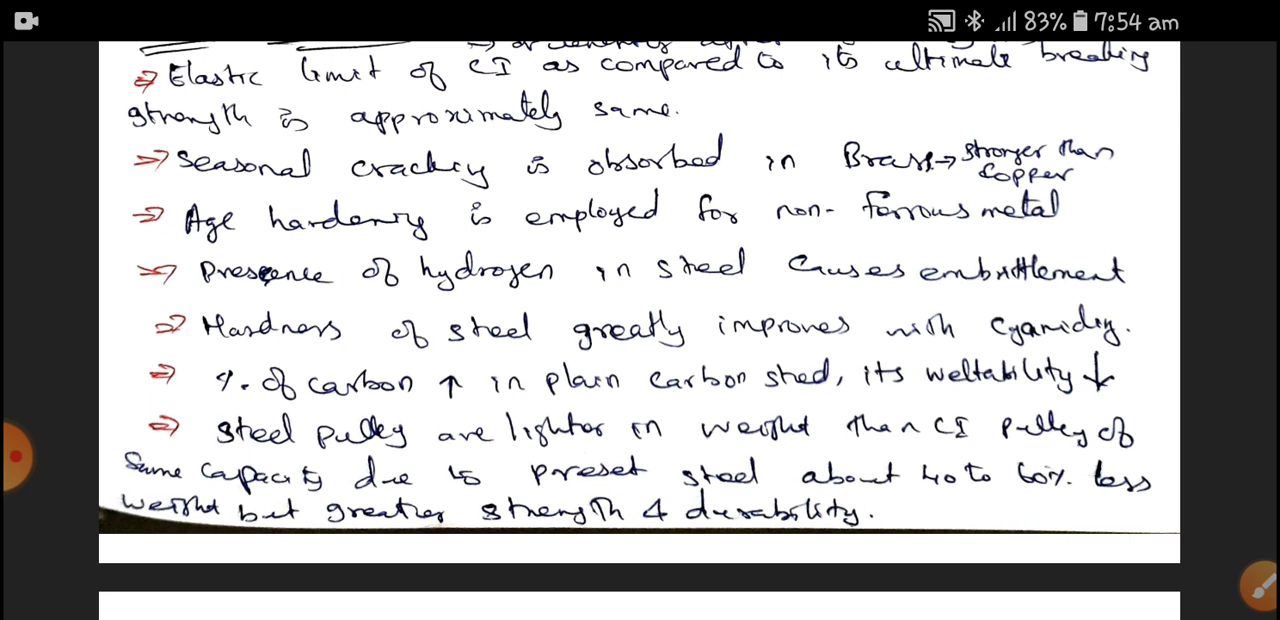 83% 7:54 am
⇒ Elastic limit of CI as compared to its ultimate breaking
strength is approximately same.
⇒ Seasonal cracking is absorbed in Brass → stronger than
Copper
⇒ Age hardening is employed for non-ferrous metal
⇒ Presence of hydrogen in steel causes embrittlement
⇒ Hardness of steel greatly improves with cyaniding.
⇒ %. of carbon ↑ in plain carbon steel, its weltability ↓
⇒ steel pulley are lighter in weight than CI pulley of
Same capacity due to preset steel about 40 to 60%. less
weight but greater strength & durability.